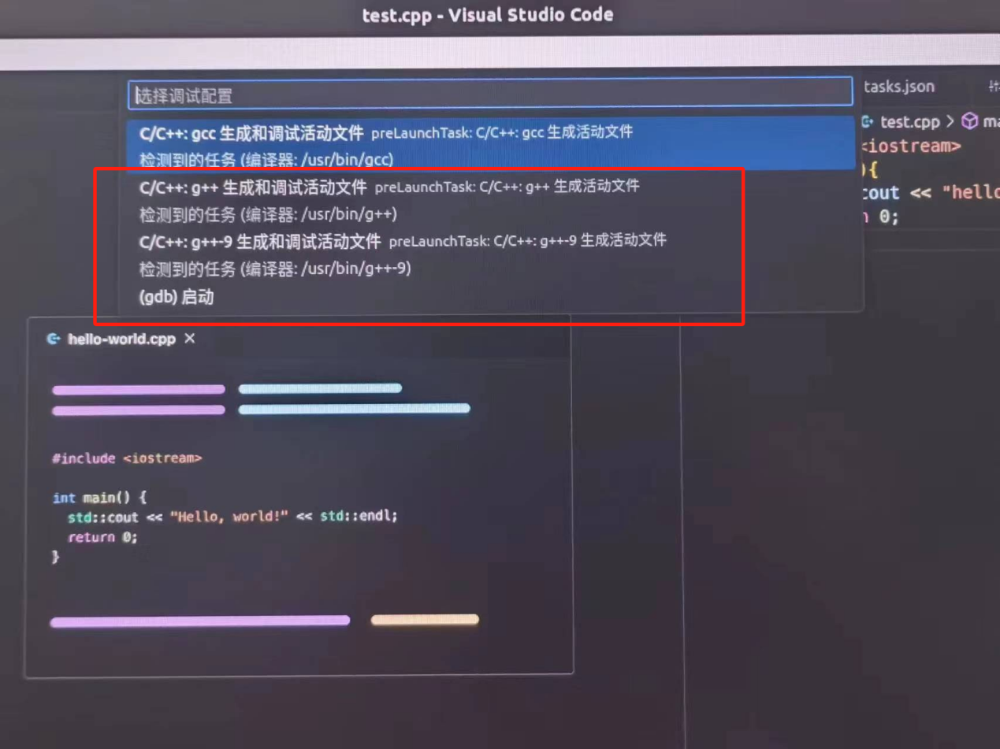 test.cpp - Visual Studio Code
选择调试配置
tasks.json
C/C++: gcc 生成和调试活动文件 preLaunchTask: C/C++: gcc 生成活动文件
检测到的任务 (编译器: /usr/bin/gcc)
C/C++: g++ 生成和调试活动文件 preLaunchTask: C/C++: g++ 生成活动文件
检测到的任务 (编译器: /usr/bin/g++)
C/C++: g++-9 生成和调试活动文件 preLaunchTask: C/C++: g++-9 生成活动文件
检测到的任务 (编译器: /usr/bin/g++-9)
(gdb) 启动
test.cpp > ma
<iostream>
){
cout << "hello
n 0;
hello-world.cpp ×
#include <iostream>
int main() {
std::cout << "Hello, world!" << std::endl;
return 0;
}